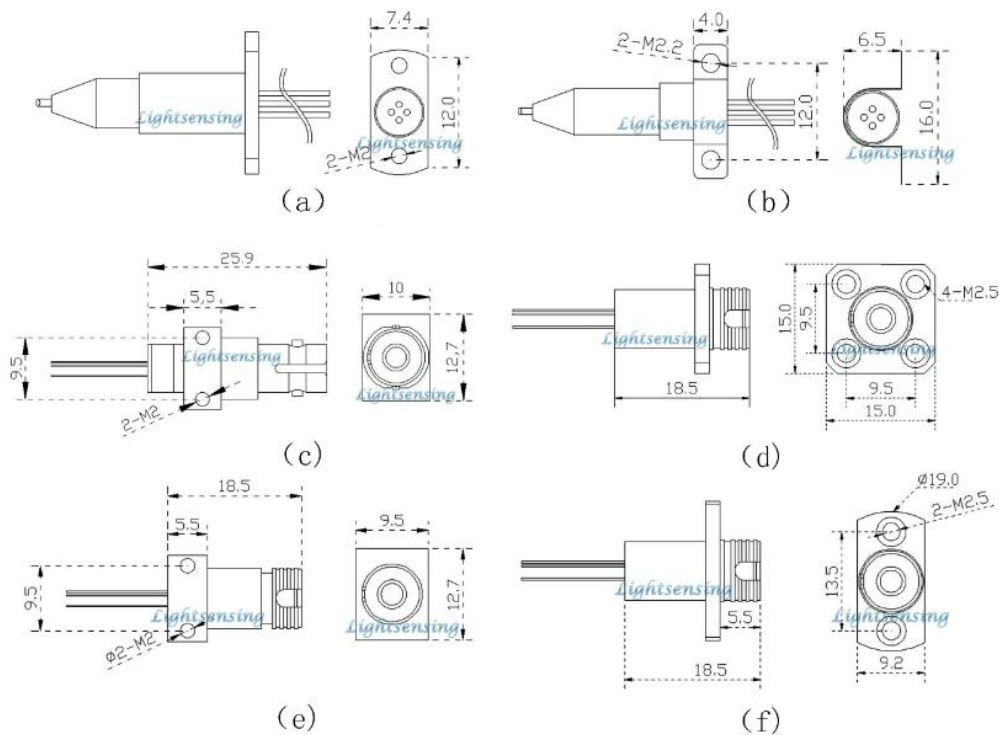 7.4
12.0
2-M2
Lightsensing
Lightsensing
(a)
4.0
2-M2.2
12.0
6.5
16.0
Lightsensing
Lightsensing
(b)
25.9
5,5
9.5
2-M2
Lightsensing
10
12,7
Lightsensing
(c)
18.5
Lightsensing
15.0
9.5
4-M2.5
9.5
15.0
Lightsensing
(d)
18.5
5.5
9.5
ø2-M2
Lightsensing
9.5
12.7
Lightsensing
(e)
5.5
18.5
Lightsensing
ø19.0
2-M2.5
13.5
9.2
Lightsensing
(f)